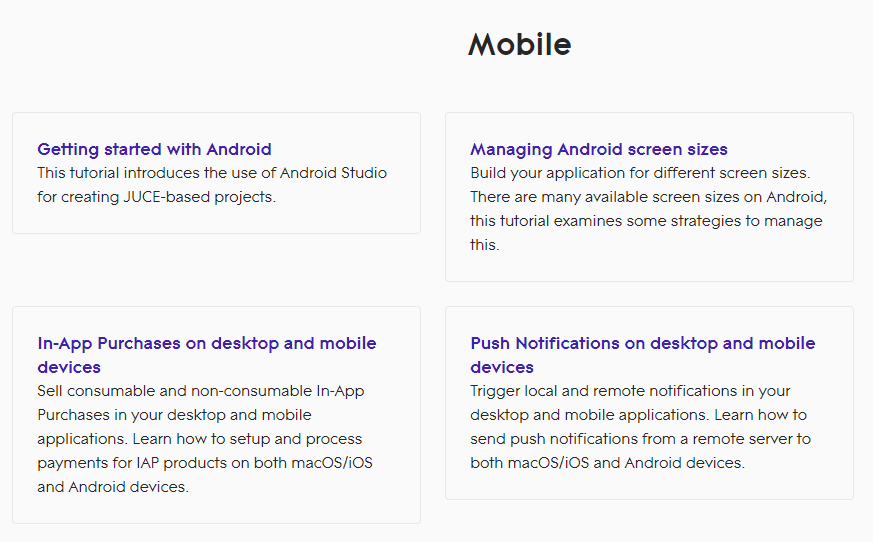 Mobile
Getting started with Android
This tutorial introduces the use of Android Studio
for creating JUCE-based projects.
Managing Android screen sizes
Build your application for different screen sizes.
There are many available screen sizes on Android,
this tutorial examines some strategies to manage
this.
In-App Purchases on desktop and mobile
devices
Sell consumable and non-consumable In-App
Purchases in your desktop and mobile
applications. Learn how to setup and process
payments for IAP products on both macOS/iOS
and Android devices.
Push Notifications on desktop and mobile
devices
Trigger local and remote notifications in your
desktop and mobile applications. Learn how to
send push notifications from a remote server to
both macOS/iOS and Android devices.